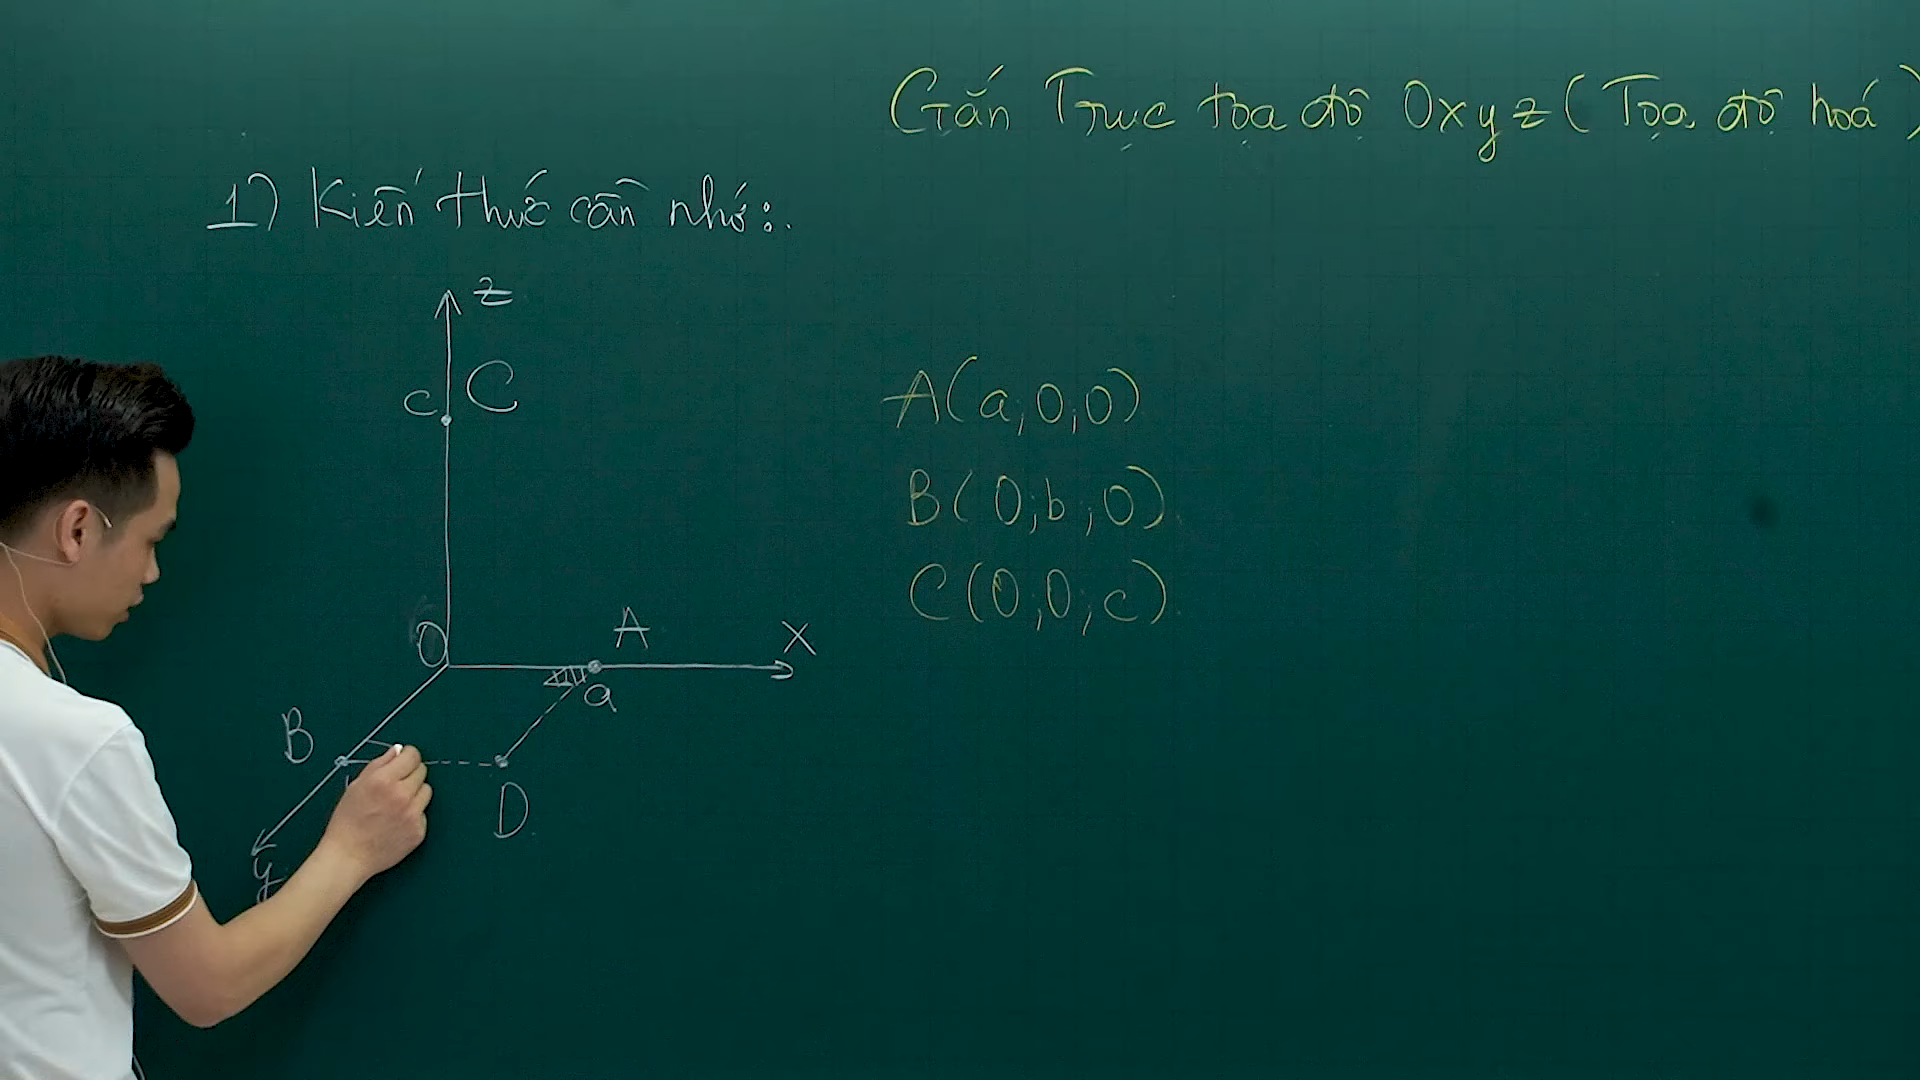 Gắn Trục tọa độ Oxyz (Tọa độ hoá)
1) Kiến thức cần nhớ:
z
c C
A(a;0;0)
B(0;b;0)
C(0;0;c)
O A x
a
B
D
y